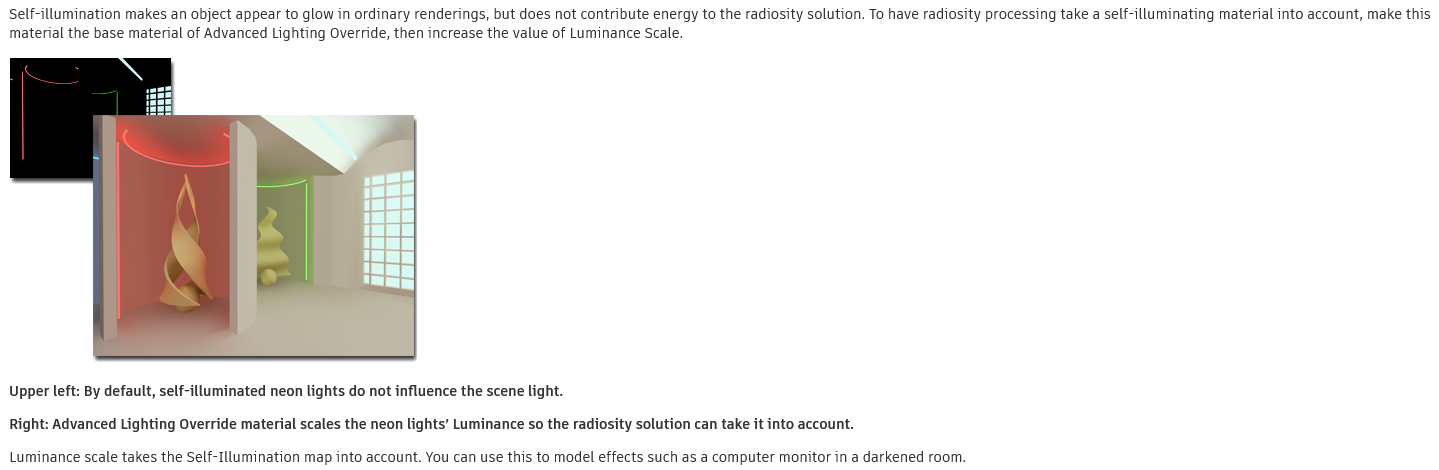 Self-illumination makes an object appear to glow in ordinary renderings, but does not contribute energy to the radiosity solution. To have radiosity processing take a self-illuminating material into account, make this
material the base material of Advanced Lighting Override, then increase the value of Luminance Scale.
Upper left: By default, self-illuminated neon lights do not influence the scene light.
Right: Advanced Lighting Override material scales the neon lights’ Luminance so the radiosity solution can take it into account.
Luminance scale takes the Self-Illumination map into account. You can use this to model effects such as a computer monitor in a darkened room.